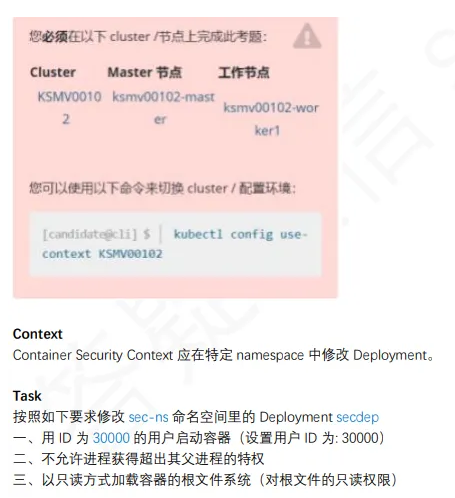 您必须在以下 cluster /节点上完成此考题：
Cluster Master 节点 工作节点
KSMV0010 ksmv00102-mast
ksmv00102-wor
2 er
ker1
您可以使用以下命令来切换 cluster / 配置环境：
[candidate@cli] $ | kubectl config use-
context KSMV00102
Context
Container Security Context 应在特定 namespace 中修改 Deployment。
Task
按照如下要求修改 sec-ns 命名空间里的 Deployment secdep
一、用 ID 为 30000 的用户启动容器（设置用户 ID 为: 30000）
二、不允许进程获得超出其父进程的特权
三、以只读方式加载容器的根文件系统（对根文件的只读权限）